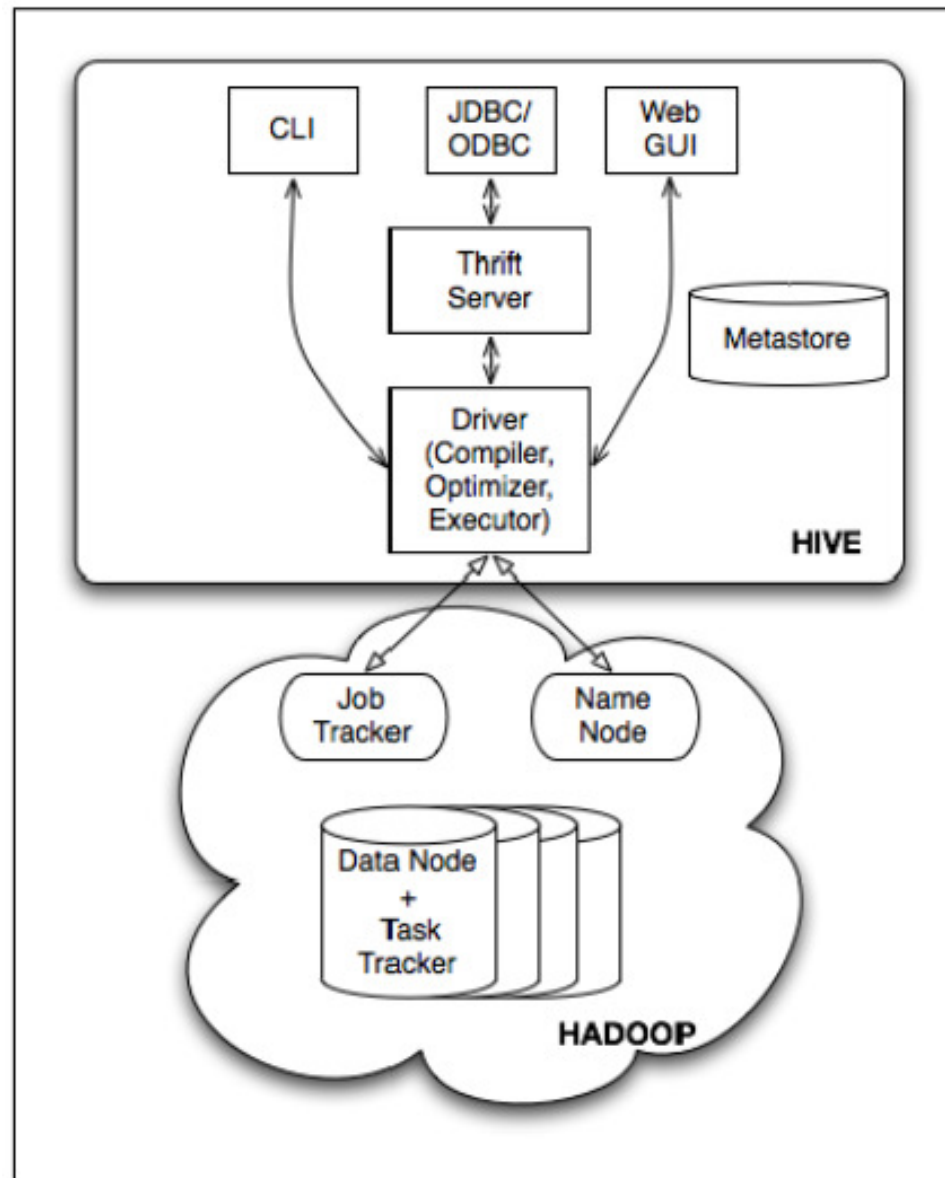 CLI
JDBC/
ODBC
Web
GUI
Thrift
Server
Metastore
Driver
(Compiler,
Optimizer,
Executor)
HIVE
Job
Tracker
Name
Node
Data Node
+
Task
Tracker
HADOOP